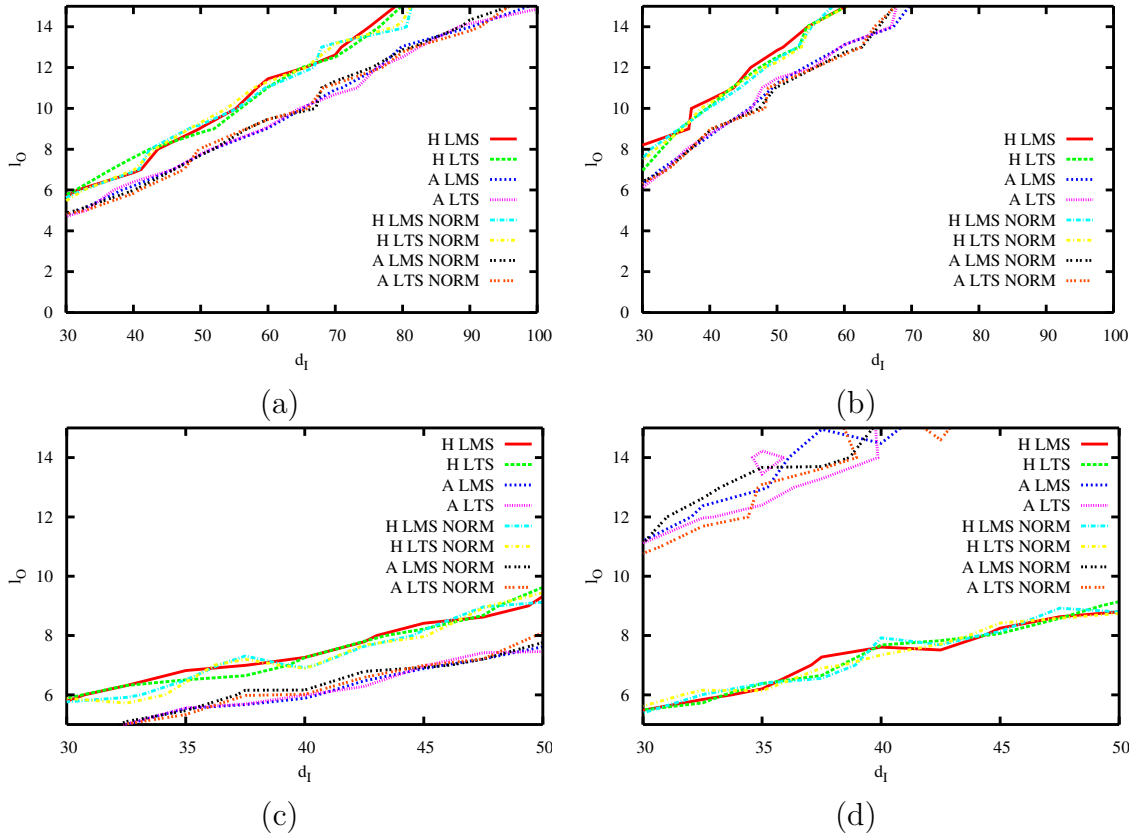 14
12
10
8
6
4
2
0
l_O
30 40 50 60 70 80 90 100
d_I
H LMS
H LTS
A LMS
A LTS
H LMS NORM
H LTS NORM
A LMS NORM
A LTS NORM
(a)
14
12
10
8
6
4
2
0
l_O
30 40 50 60 70 80 90 100
d_I
H LMS
H LTS
A LMS
A LTS
H LMS NORM
H LTS NORM
A LMS NORM
A LTS NORM
(b)
14
12
10
8
6
l_O
30 35 40 45 50
d_I
H LMS
H LTS
A LMS
A LTS
H LMS NORM
H LTS NORM
A LMS NORM
A LTS NORM
(c)
14
12
10
8
6
l_O
30 35 40 45 50
d_I
H LMS
H LTS
A LMS
A LTS
H LMS NORM
H LTS NORM
A LMS NORM
A LTS NORM
(d)